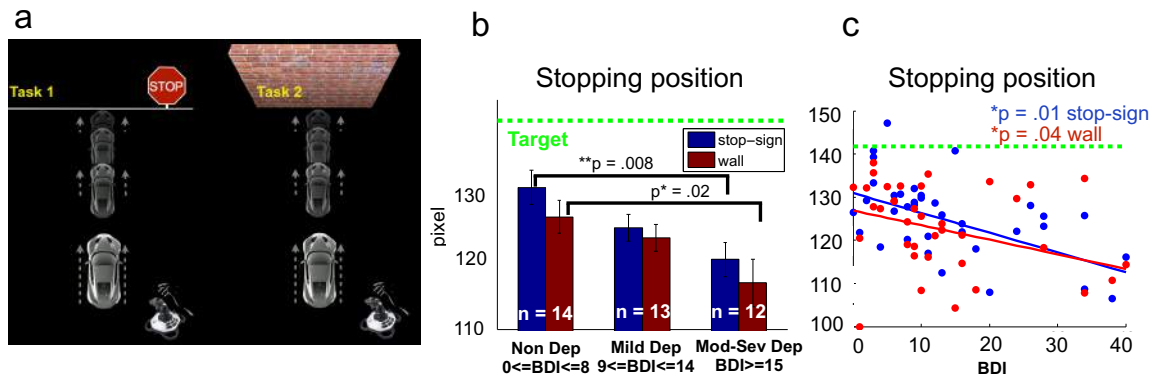 a
Task 1
STOP
Task 2
b
Stopping position
Target
stop-sign
wall
**p = .008
p* = .02
pixel
130
120
110
n = 14
n = 13
n = 12
Non Dep
0<=BDI<=8
Mild Dep
9<=BDI<=14
Mod-Sev Dep
BDI>=15
c
Stopping position
*p = .01 stop-sign
*p = .04 wall
150
140
130
120
110
100
0
10
20
30
40
BDI